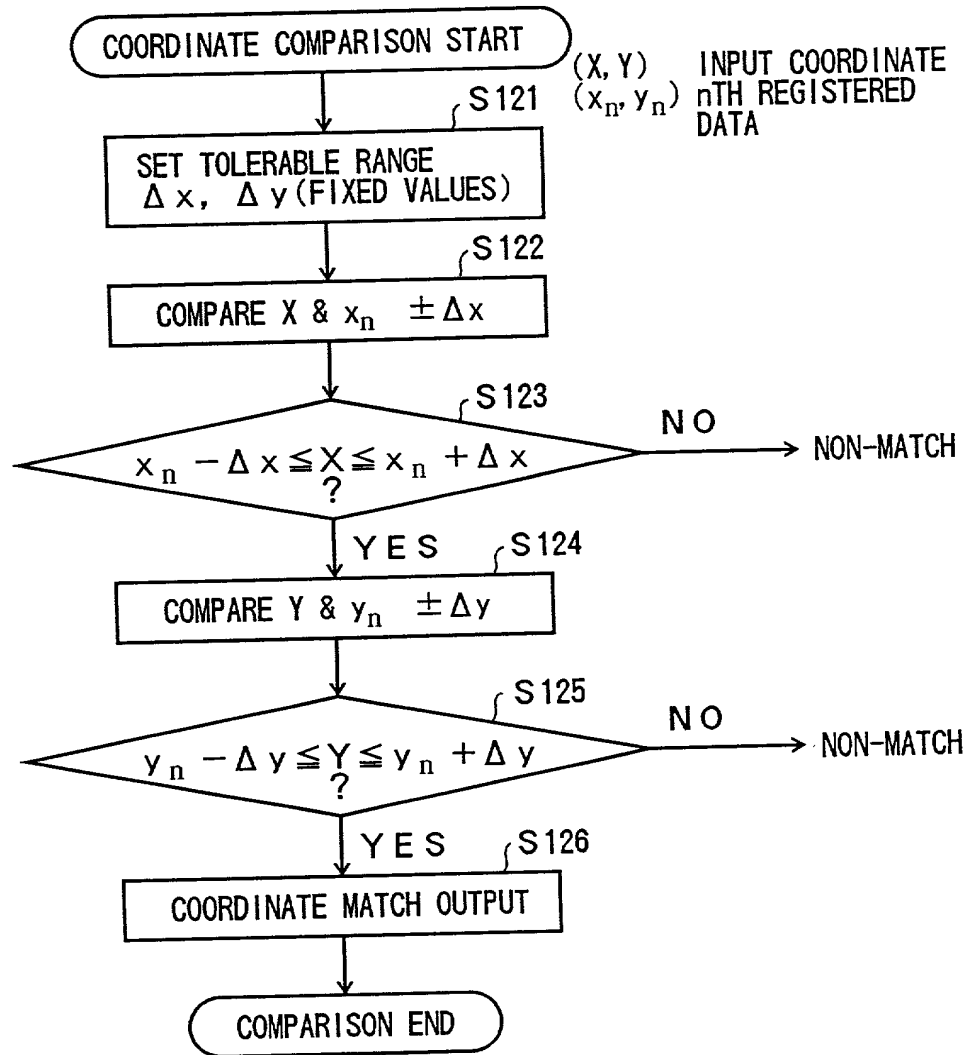 COORDINATE COMPARISON START
(X, Y) INPUT COORDINATE
(xn, yn) nTH REGISTERED
DATA
S121
SET TOLERABLE RANGE
Δx, Δy (FIXED VALUES)
S122
COMPARE X & xn ±Δx
S123
xn − Δx ≦ X ≦ xn + Δx
?
NO
NON-MATCH
YES
S124
COMPARE Y & yn ±Δy
S125
yn − Δy ≦ Y ≦ yn + Δy
?
NO
NON-MATCH
YES
S126
COORDINATE MATCH OUTPUT
COMPARISON END